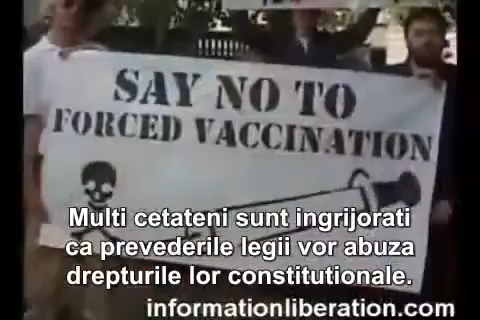 SAY NO TO
FORCED VACCINATION
Multi cetateni sunt ingrijorati
ca prevederile legii vor abuza
drepturile lor constitutionale.
informationliberation.com